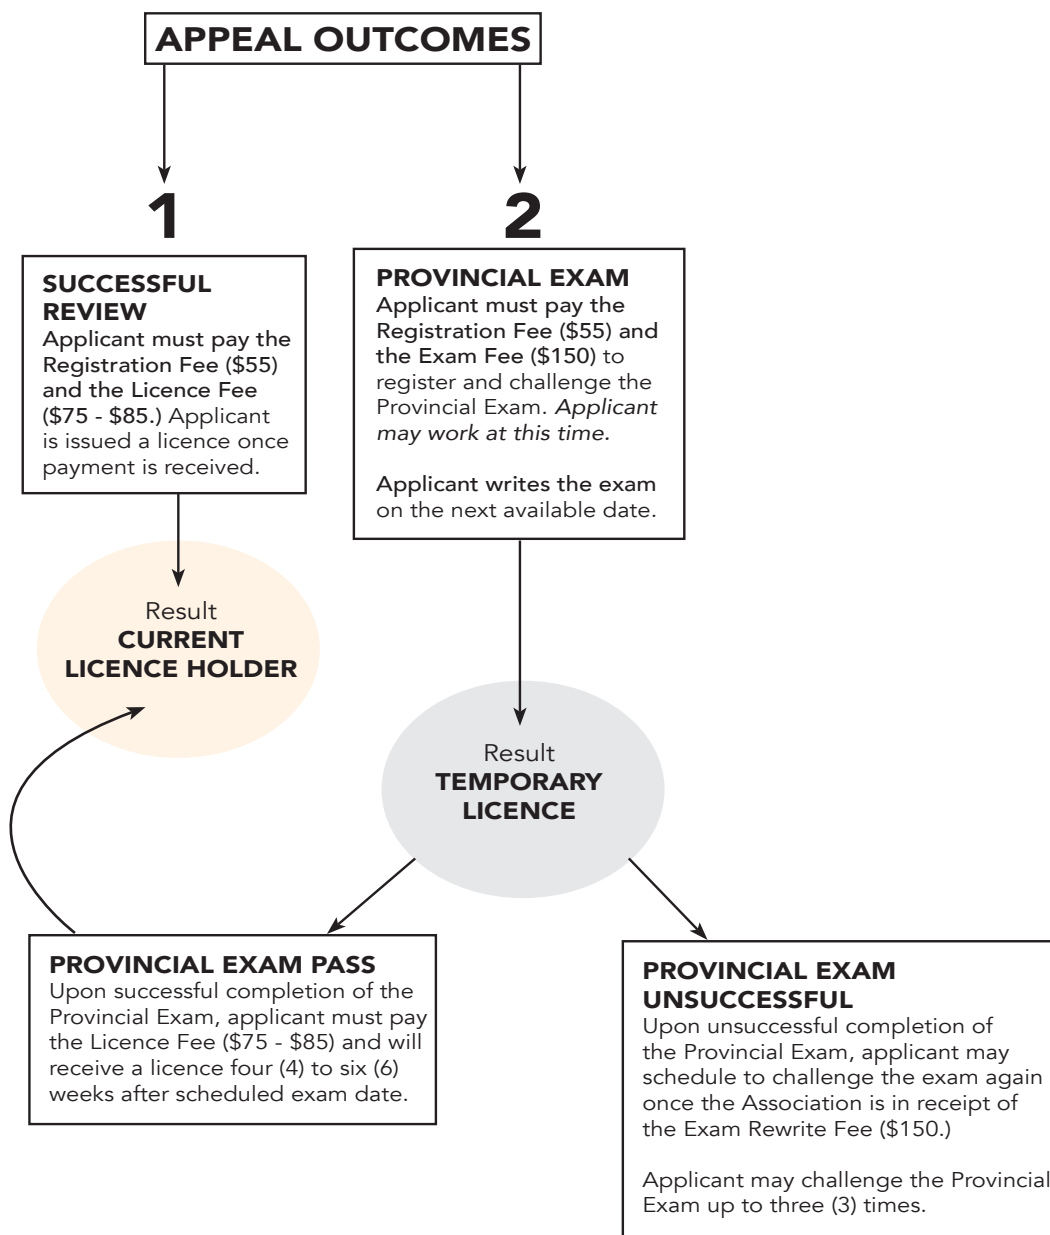 APPEAL OUTCOMES
1
SUCCESSFUL
REVIEW
Applicant must pay the
Registration Fee ($55)
and the Licence Fee
($75 - $85.) Applicant
is issued a licence once
payment is received.
2
PROVINCIAL EXAM
Applicant must pay the
Registration Fee ($55) and
the Exam Fee ($150) to
register and challenge the
Provincial Exam. Applicant
may work at this time.
Applicant writes the exam
on the next available date.
Result
CURRENT
LICENCE HOLDER
Result
TEMPORARY
LICENCE
PROVINCIAL EXAM PASS
Upon successful completion of the
Provincial Exam, applicant must pay
the Licence Fee ($75 - $85) and will
receive a licence four (4) to six (6)
weeks after scheduled exam date.
PROVINCIAL EXAM
UNSUCCESSFUL
Upon unsuccessful completion of
the Provincial Exam, applicant may
schedule to challenge the exam again
once the Association is in receipt of
the Exam Rewrite Fee ($150.)
Applicant may challenge the Provincial
Exam up to three (3) times.